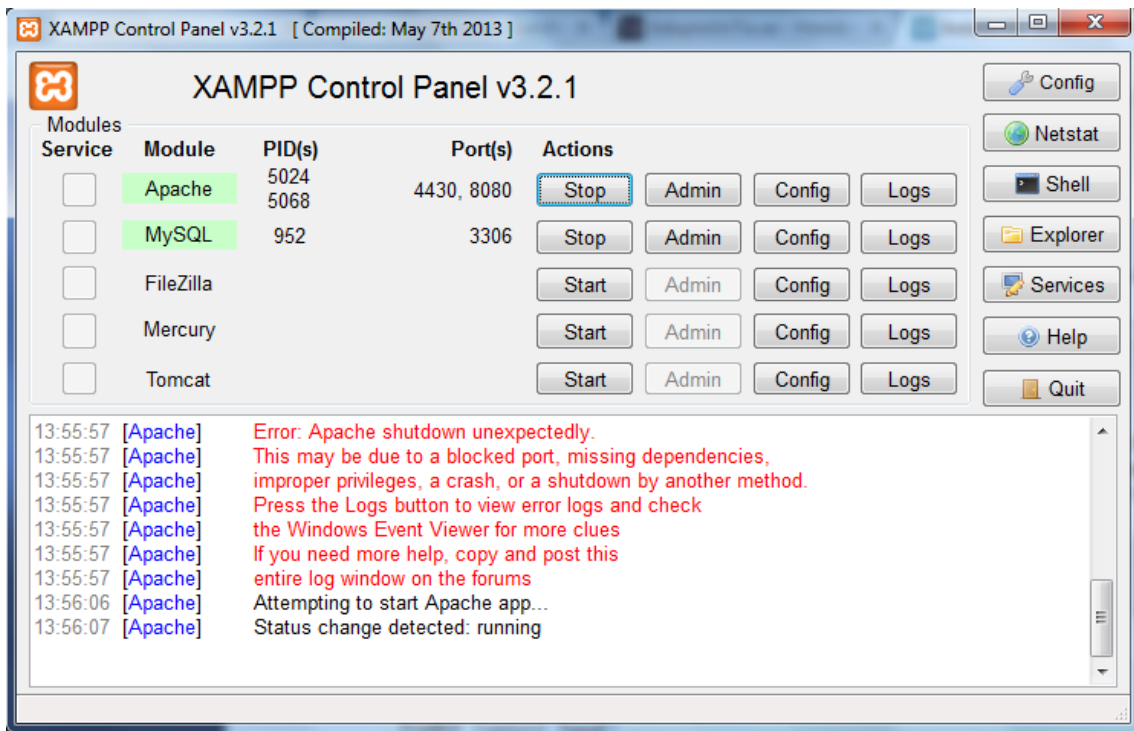 XAMPP Control Panel v3.2.1 [ Compiled: May 7th 2013 ]
XAMPP Control Panel v3.2.1
Config
Modules
Netstat
Service Module PID(s) Port(s) Actions
Apache 5024 5068 4430, 8080 Stop Admin Config Logs
Shell
MySQL 952 3306 Stop Admin Config Logs
Explorer
FileZilla Start Admin Config Logs
Services
Mercury Start Admin Config Logs
Help
Tomcat Start Admin Config Logs
Quit
13:55:57 [Apache] Error: Apache shutdown unexpectedly.
13:55:57 [Apache] This may be due to a blocked port, missing dependencies,
13:55:57 [Apache] improper privileges, a crash, or a shutdown by another method.
13:55:57 [Apache] Press the Logs button to view error logs and check
13:55:57 [Apache] the Windows Event Viewer for more clues
13:55:57 [Apache] If you need more help, copy and post this
13:55:57 [Apache] entire log window on the forums
13:56:06 [Apache] Attempting to start Apache app...
13:56:07 [Apache] Status change detected: running